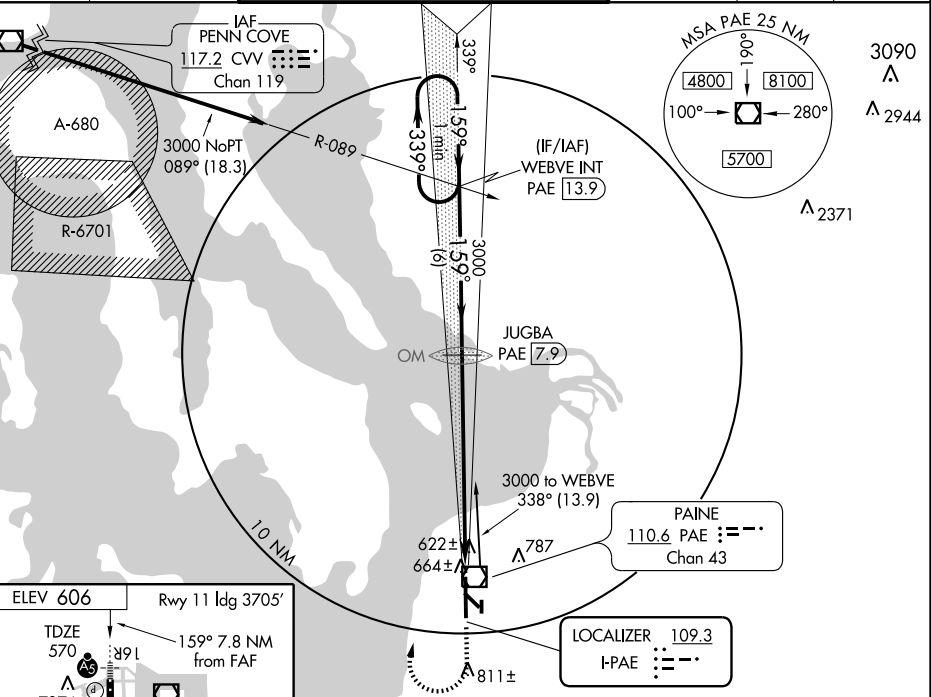 IAF
PENN COVE
117.2 CVV
Chan 119
A-680
3000 NoPT
089° (18.3)
R-089
R-6701
339°
159°
1 min
339°
(IF/IAF)
WEBVE INT
PAE 13.9
3000
159°
(6)
MSA PAE 25 NM
190°
4800
8100
100°
280°
5700
3090
2944
2371
JUGBA
OM
PAE 7.9
3000 to WEBVE
338° (13.9)
10 NM
622±
664±
787
PAINE
110.6 PAE
Chan 43
LOCALIZER 109.3
I-PAE
811±
ELEV 606
Rwy 11 ldg 3705'
TDZE
570
A5
16R
159° 7.8 NM
from FAF
P